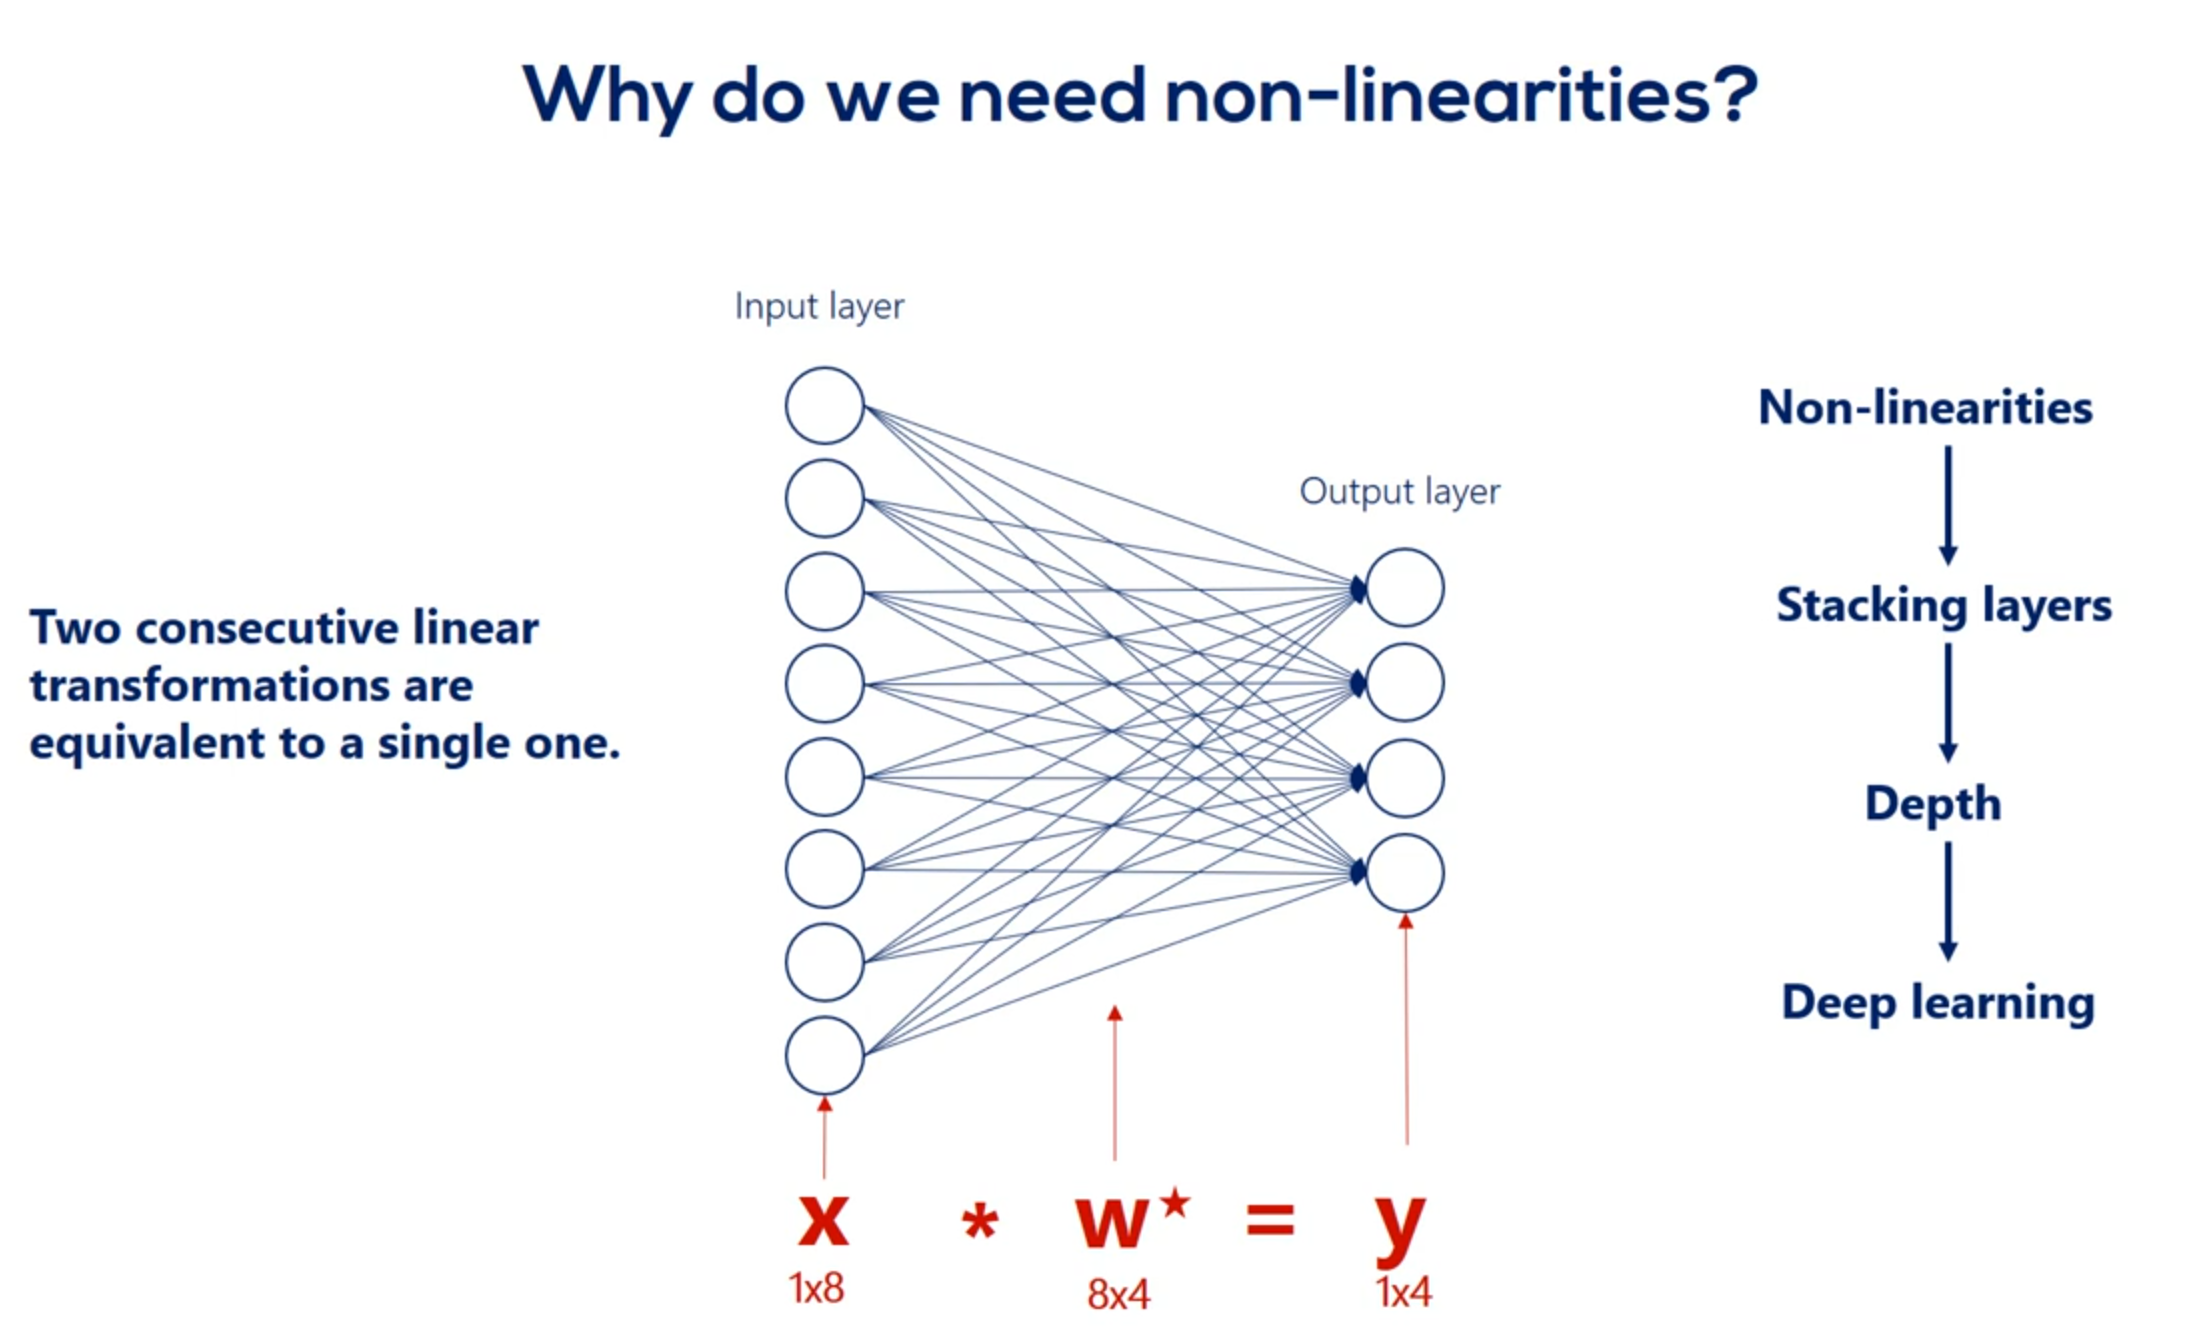 Why do we need non-linearities?
Input layer
Output layer
Two consecutive linear
transformations are
equivalent to a single one.
Non-linearities
Stacking layers
Depth
Deep learning
x * w★ = y
1x8 8x4 1x4